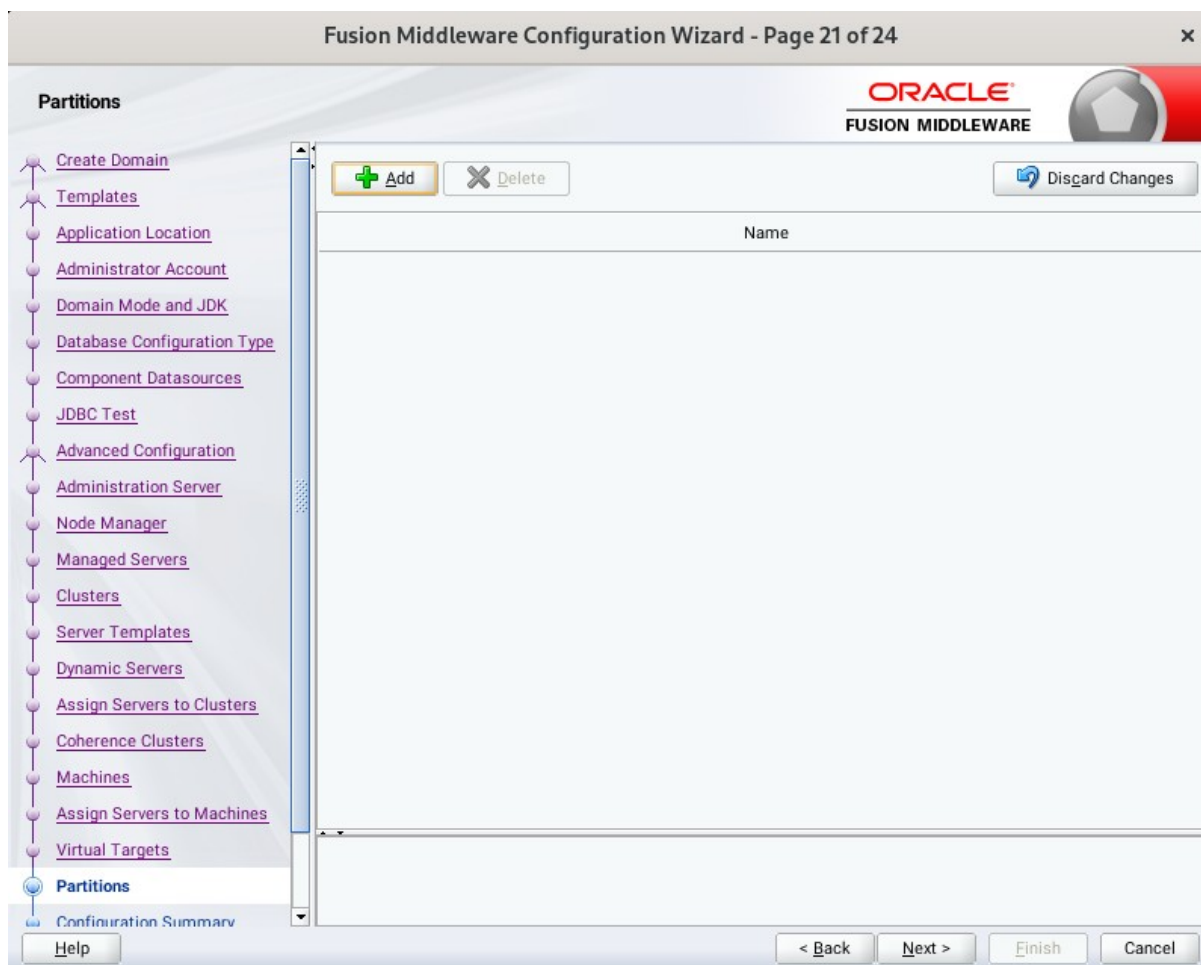 Fusion Middleware Configuration Wizard - Page 21 of 24
Partitions
ORACLE
FUSION MIDDLEWARE
Create Domain
Templates
Application Location
Administrator Account
Domain Mode and JDK
Database Configuration Type
Component Datasources
JDBC Test
Advanced Configuration
Administration Server
Node Manager
Managed Servers
Clusters
Server Templates
Dynamic Servers
Assign Servers to Clusters
Coherence Clusters
Machines
Assign Servers to Machines
Virtual Targets
Partitions
Configuration Summary
Add Delete Discard Changes
Name
Help < Back Next > Finish Cancel